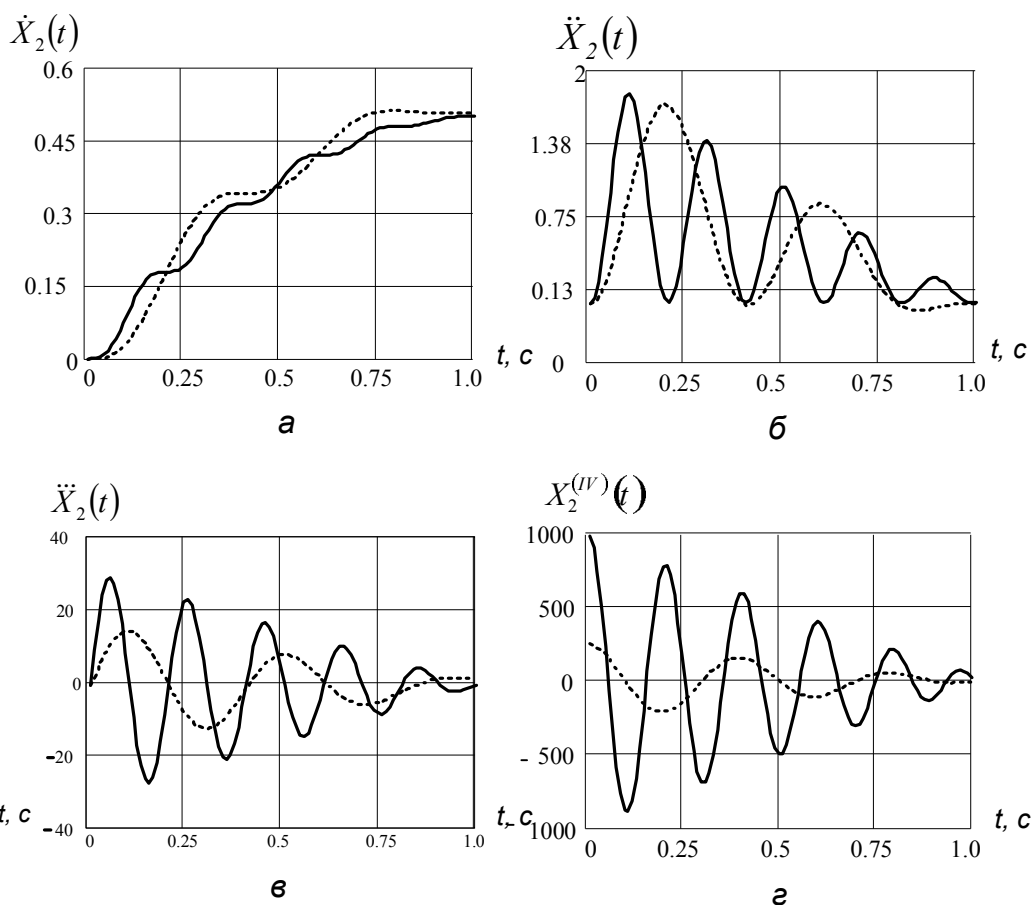 Ẋ₂(t)
0.6
0.45
0.3
0.15
0
0 0.25 0.5 0.75 1.0
t, c
а
Ẍ₂(t)
2
1.38
0.75
0.13
0
0 0.25 0.5 0.75 1.0
t, c
б
X⃛₂(t)
40
20
0
−20
−40
0 0.25 0.5 0.75 1.0
t, c
t, c
в
X₂⁽ᴵⱽ⁾(t)
1000
500
0
- 500
- 1000
0 0.25 0.5 0.75 1.0
t, c
г